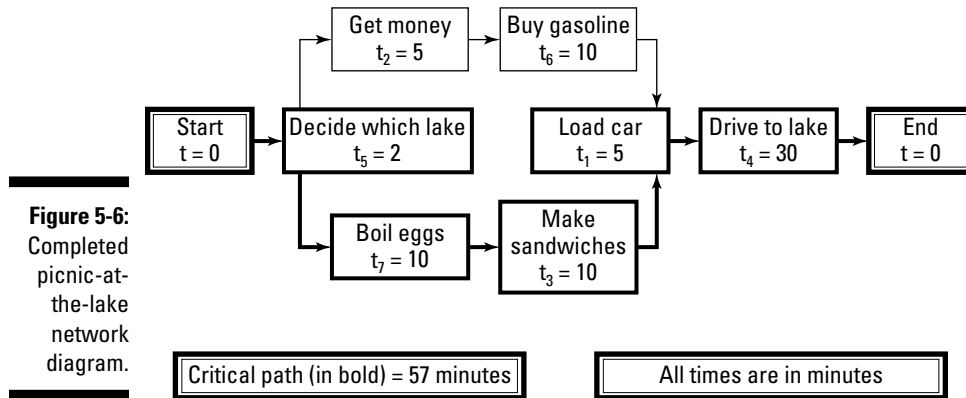 Get money
t₂ = 5
Buy gasoline
t₆ = 10
Start
t = 0
Decide which lake
t₅ = 2
Load car
t₁ = 5
Drive to lake
t₄ = 30
End
t = 0
Boil eggs
t₇ = 10
Make
sandwiches
t₃ = 10
Figure 5-6:
Completed
picnic-at-
the-lake
network
diagram.
Critical path (in bold) = 57 minutes
All times are in minutes